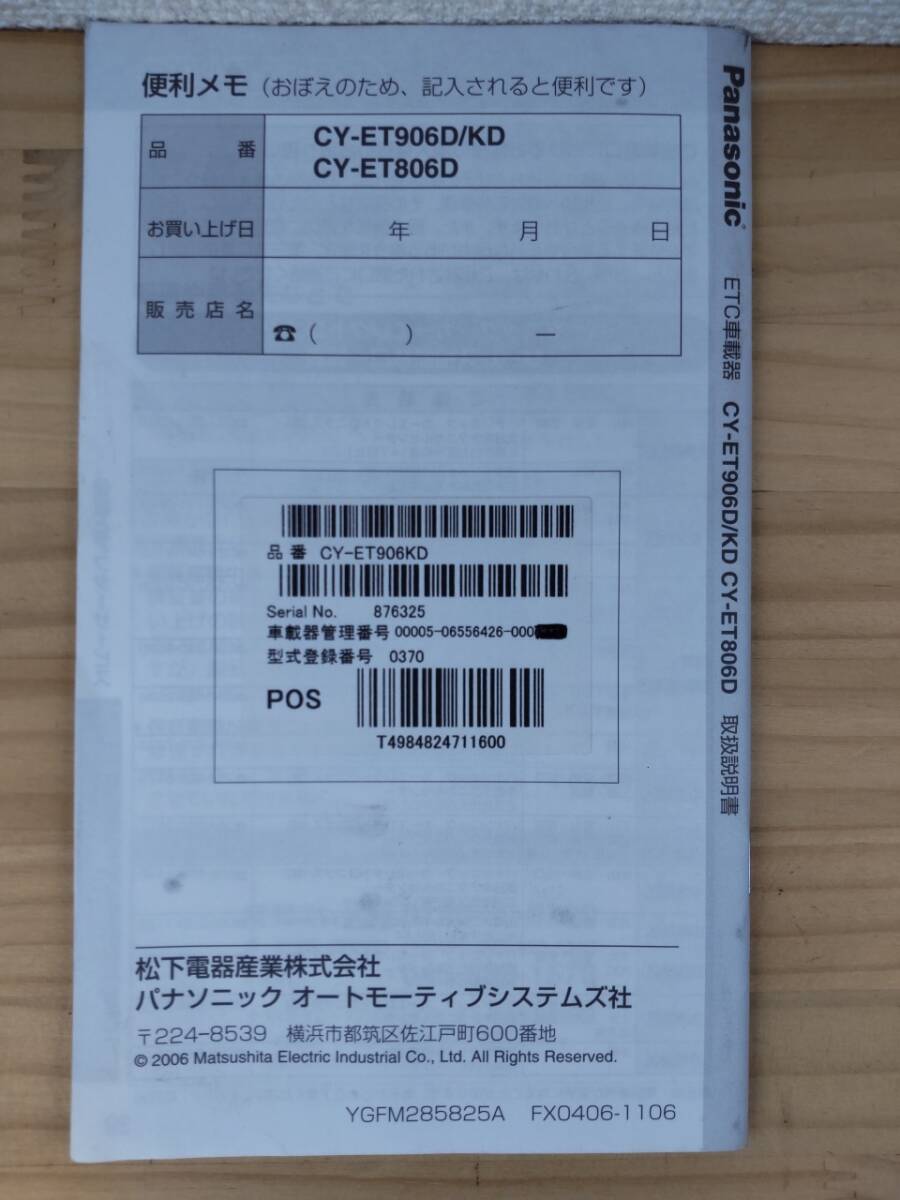 便利メモ（おぼえのため、記入されると便利です）
品番 CY-ET906D/KD
CY-ET806D
お買い上げ日 年 月 日
販売店名
☎（ ） ー
品番 CY-ET906KD
Serial No. 876325
車載器管理番号 00005-06556426-000
型式登録番号 0370
POS
T4984824711600
松下電器産業株式会社
パナソニック オートモーティブシステムズ社
〒224-8539 横浜市都筑区佐江戸町600番地
© 2006 Matsushita Electric Industrial Co., Ltd. All Rights Reserved.
YGFM285825A FX0406-1106
Panasonic ETC車載器 CY-ET906D/KD CY-ET806D 取扱説明書